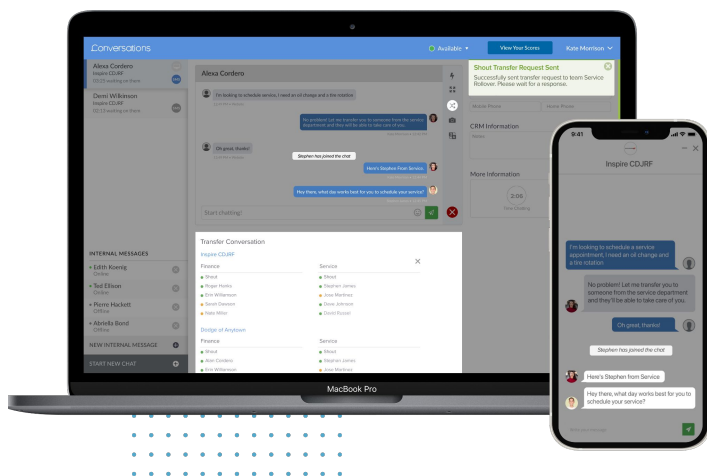 Conversations
Available
View Your Scores
Kate Morrison
Alexa Cordero
Inspire CDJRF
Demi Wilkinson
Inspire CDJRF
INTERNAL MESSAGES
Edith Koenig
Online
Ted Ellison
Online
Pierre Hackett
Offline
Abriella Bond
Offline
NEW INTERNAL MESSAGE
START NEW CHAT
Alexa Cordero
I'm looking to schedule service, I need an oil change and a tire rotation.
No problem! Let me transfer you to someone from the service
department and they will be able to take care of you.
Oh great, thanks!
Stephen has joined the chat
Here's Stephen From Service.
Hey there, what day works best for you to schedule your service?
Start chatting!
Transfer Conversation
Inspire CDJRF
Finance
Service
Shout
Roger Hanks
Erin Williamson
Sarah Dawson
Nate Miller
Shout
Stephen James
Jose Martinez
Dave Johnson
David Russel
Dodge of Anytown
Finance
Service
Shout
Alan Cordero
Erin Williamson
Shout
Stephen James
Jose Martinez
Shout Transfer Request Sent
Successfully sent transfer request to team Service
Rollover. Please wait for a response.
Mobile Phone
Home Phone
CRM Information
Notes
More Information
Time Chatting
MacBook Pro
9:41
Inspire CDJRF
I'm looking to schedule a service
appointment, I need an oil change and
a tire rotation
No problem! Let me transfer you to
someone from the service department
and they'll be able to take care of you.
Oh great, thanks!
Stephen has joined the chat
Here's Stephen from Service
Hey there, what day works best for you to
schedule your service?